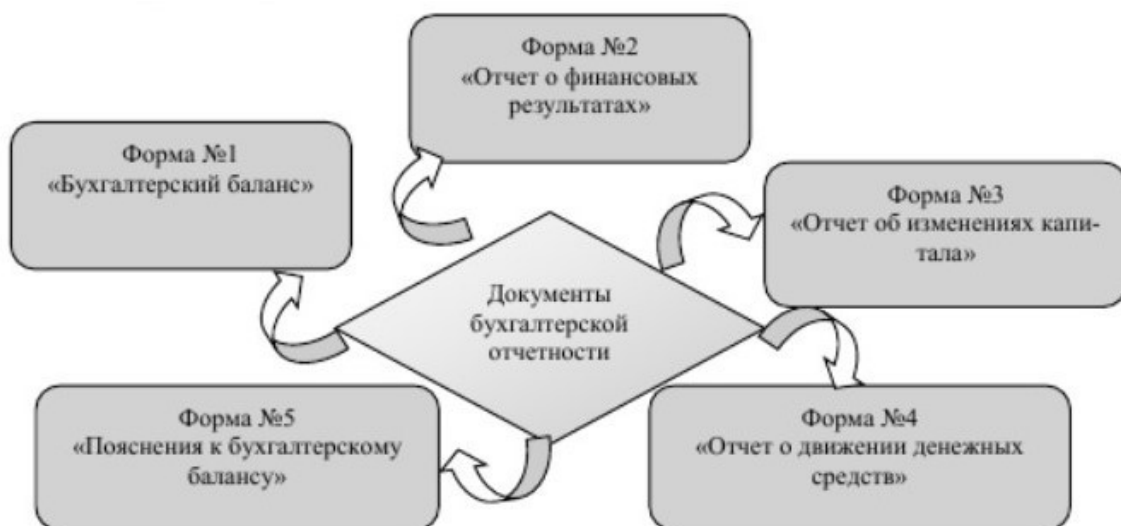 Форма №2
«Отчет о финансовых
результатах»
Форма №1
«Бухгалтерский баланс»
Форма №3
«Отчет об изменениях капи-
тала»
Документы
бухгалтерской
отчетности
Форма №5
«Пояснения к бухгалтерскому
балансу»
Форма №4
«Отчет о движении денежных
средств»